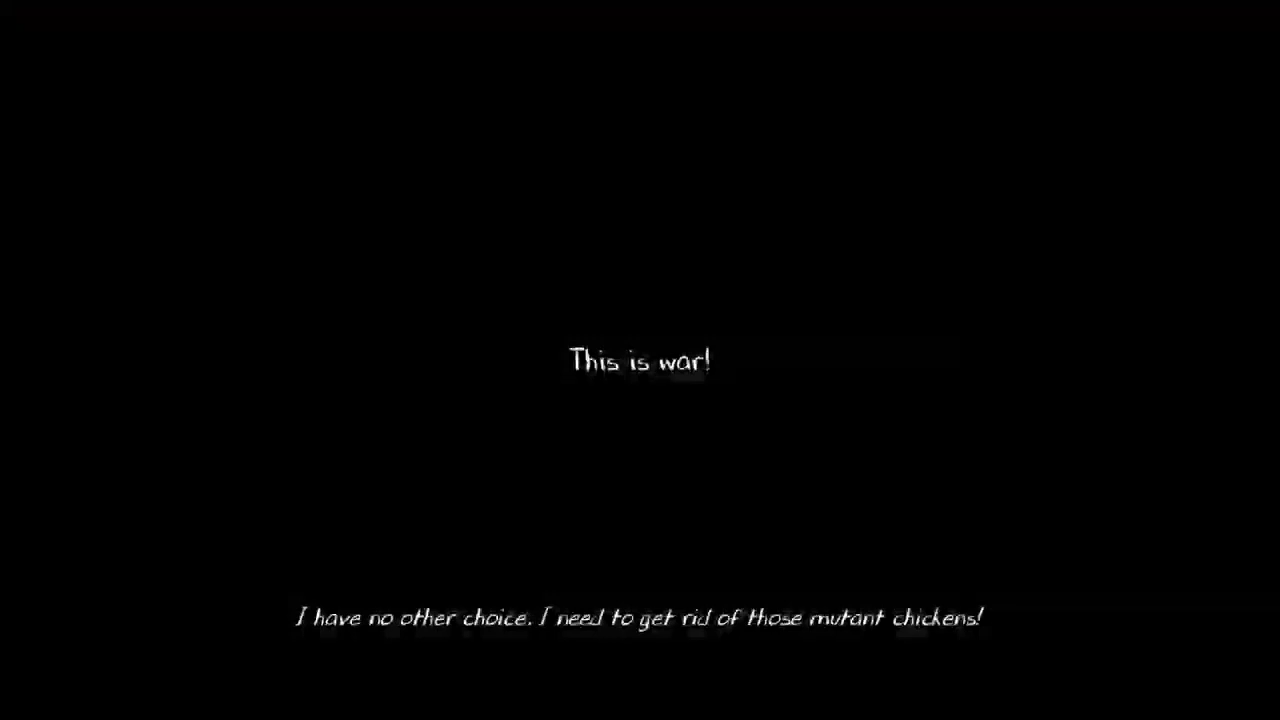 This is war!
I have no other choice. I need to get rid of those mutant chickens!